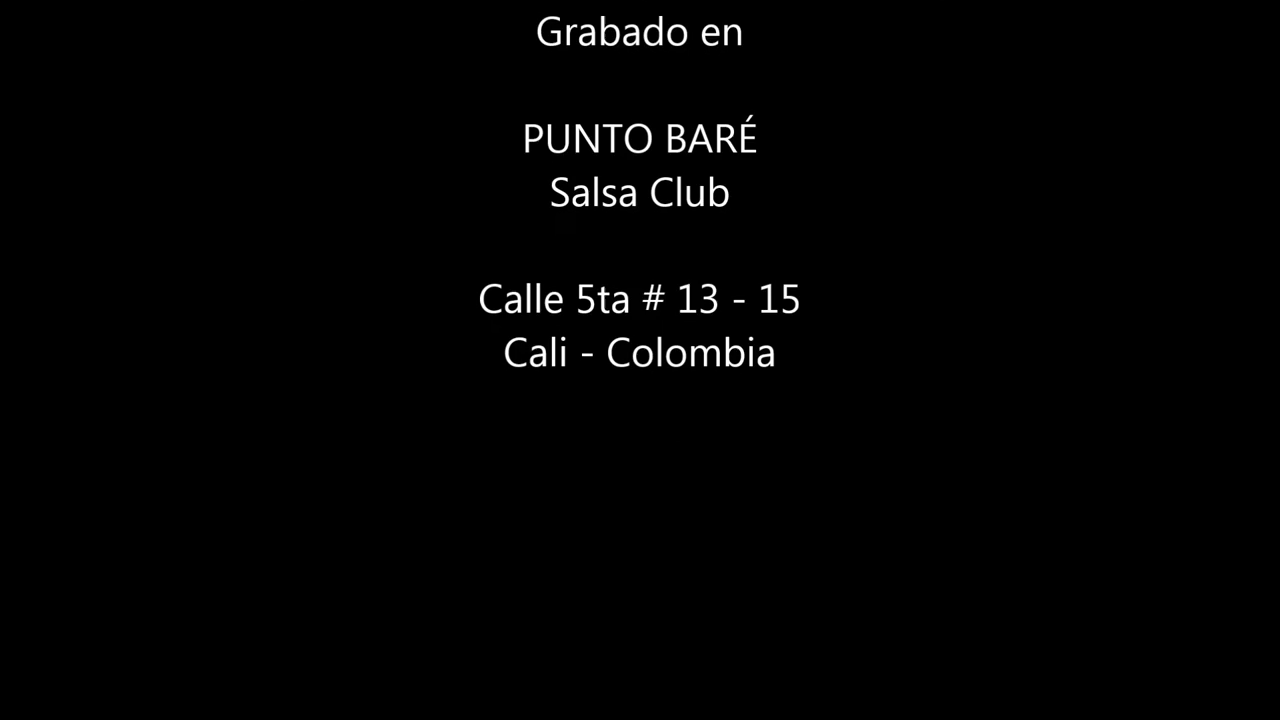 Grabado en
PUNTO BARÉ
Salsa Club
Calle 5ta # 13 - 15
Cali - Colombia